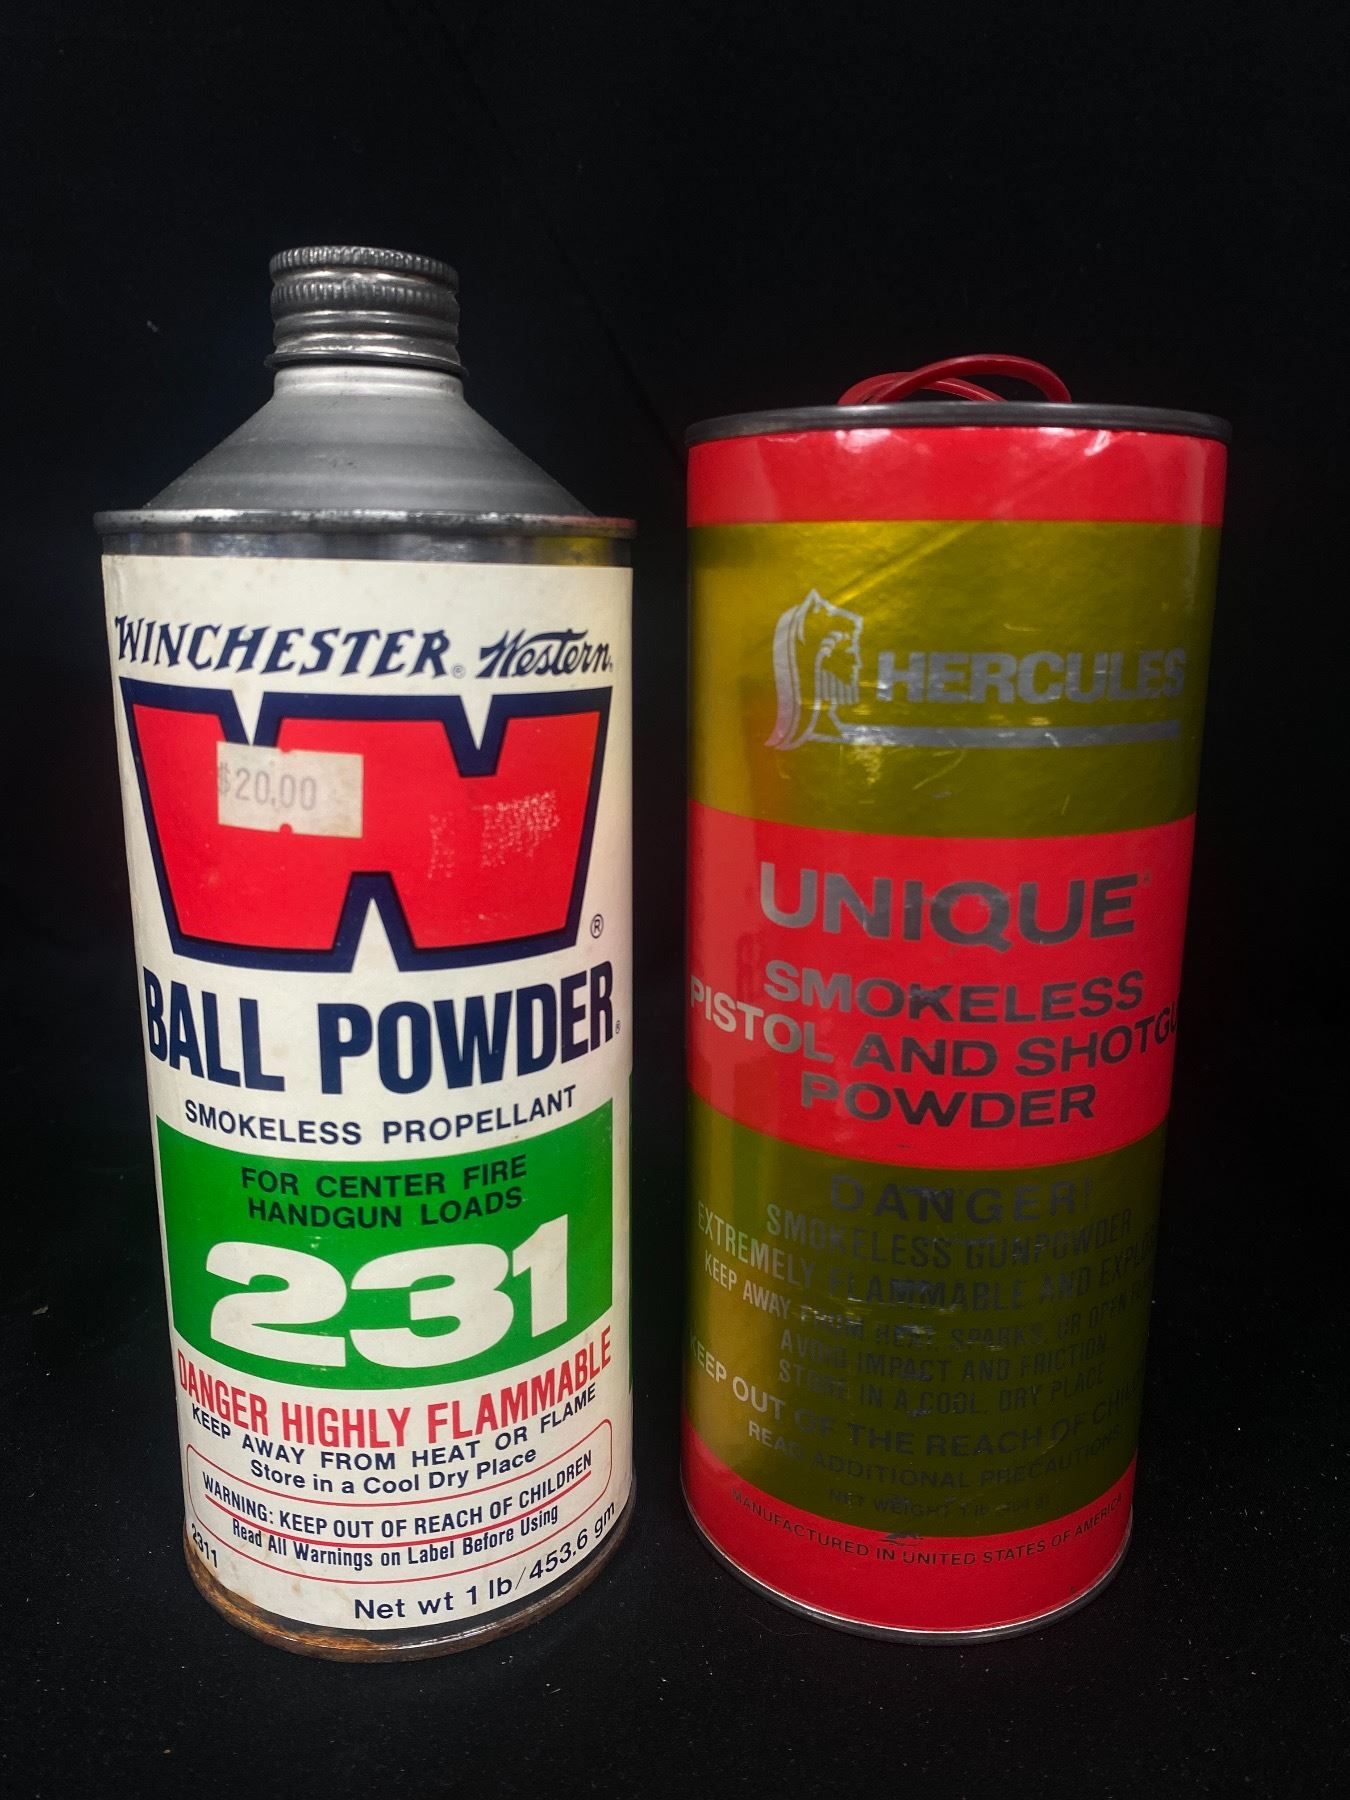 WINCHESTER® Western
$20.00
®
BALL POWDER®
SMOKELESS PROPELLANT
FOR CENTER FIRE
HANDGUN LOADS
231
DANGER HIGHLY FLAMMABLE
KEEP AWAY FROM HEAT OR FLAME
Store in a Cool Dry Place
WARNING: KEEP OUT OF REACH OF CHILDREN
Read All Warnings on Label Before Using
2311
Net wt 1 lb/453.6 gm
HERCULES
UNIQUE
SMOKELESS
PISTOL AND SHOTGU
POWDER
DANGER!
SMOKELESS GUNPOWDER
EXTREMELY FLAMMABLE AND EXPLO
KEEP AWAY FROM HEAT, SPARKS, OR OPEN F
AVOID IMPACT AND FRICTION
STORE IN A COOL, DRY PLACE
KEEP OUT OF THE REACH OF CHIL
READ ADDITIONAL PRECAUTIONS
NET WEIGHT 1 lb
MANUFACTURED IN UNITED STATES OF AMERICA